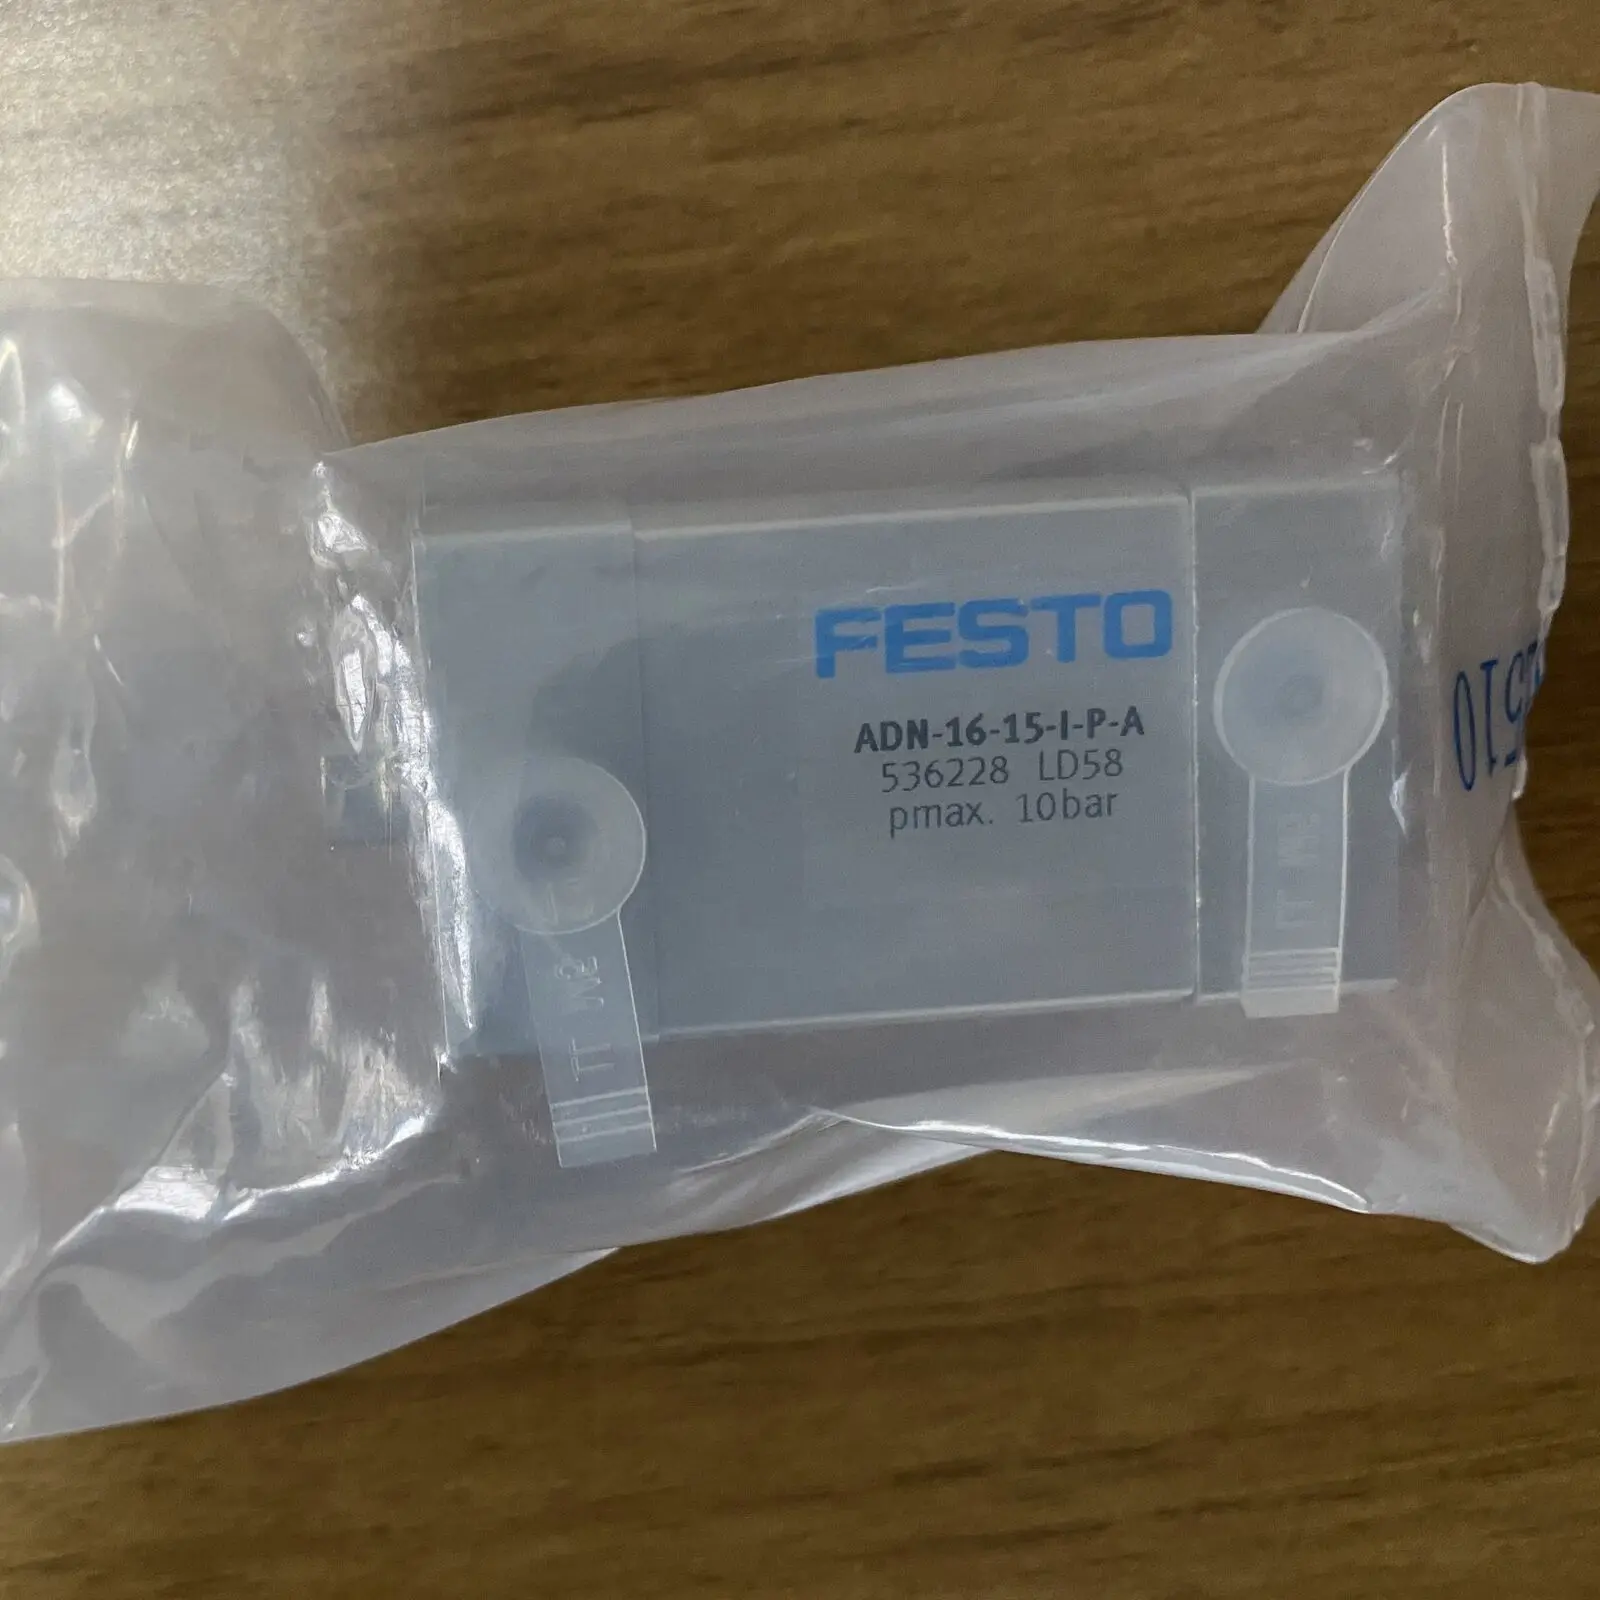 FESTO
ADN-16-15-I-P-A
536228 LD58
pmax. 10bar